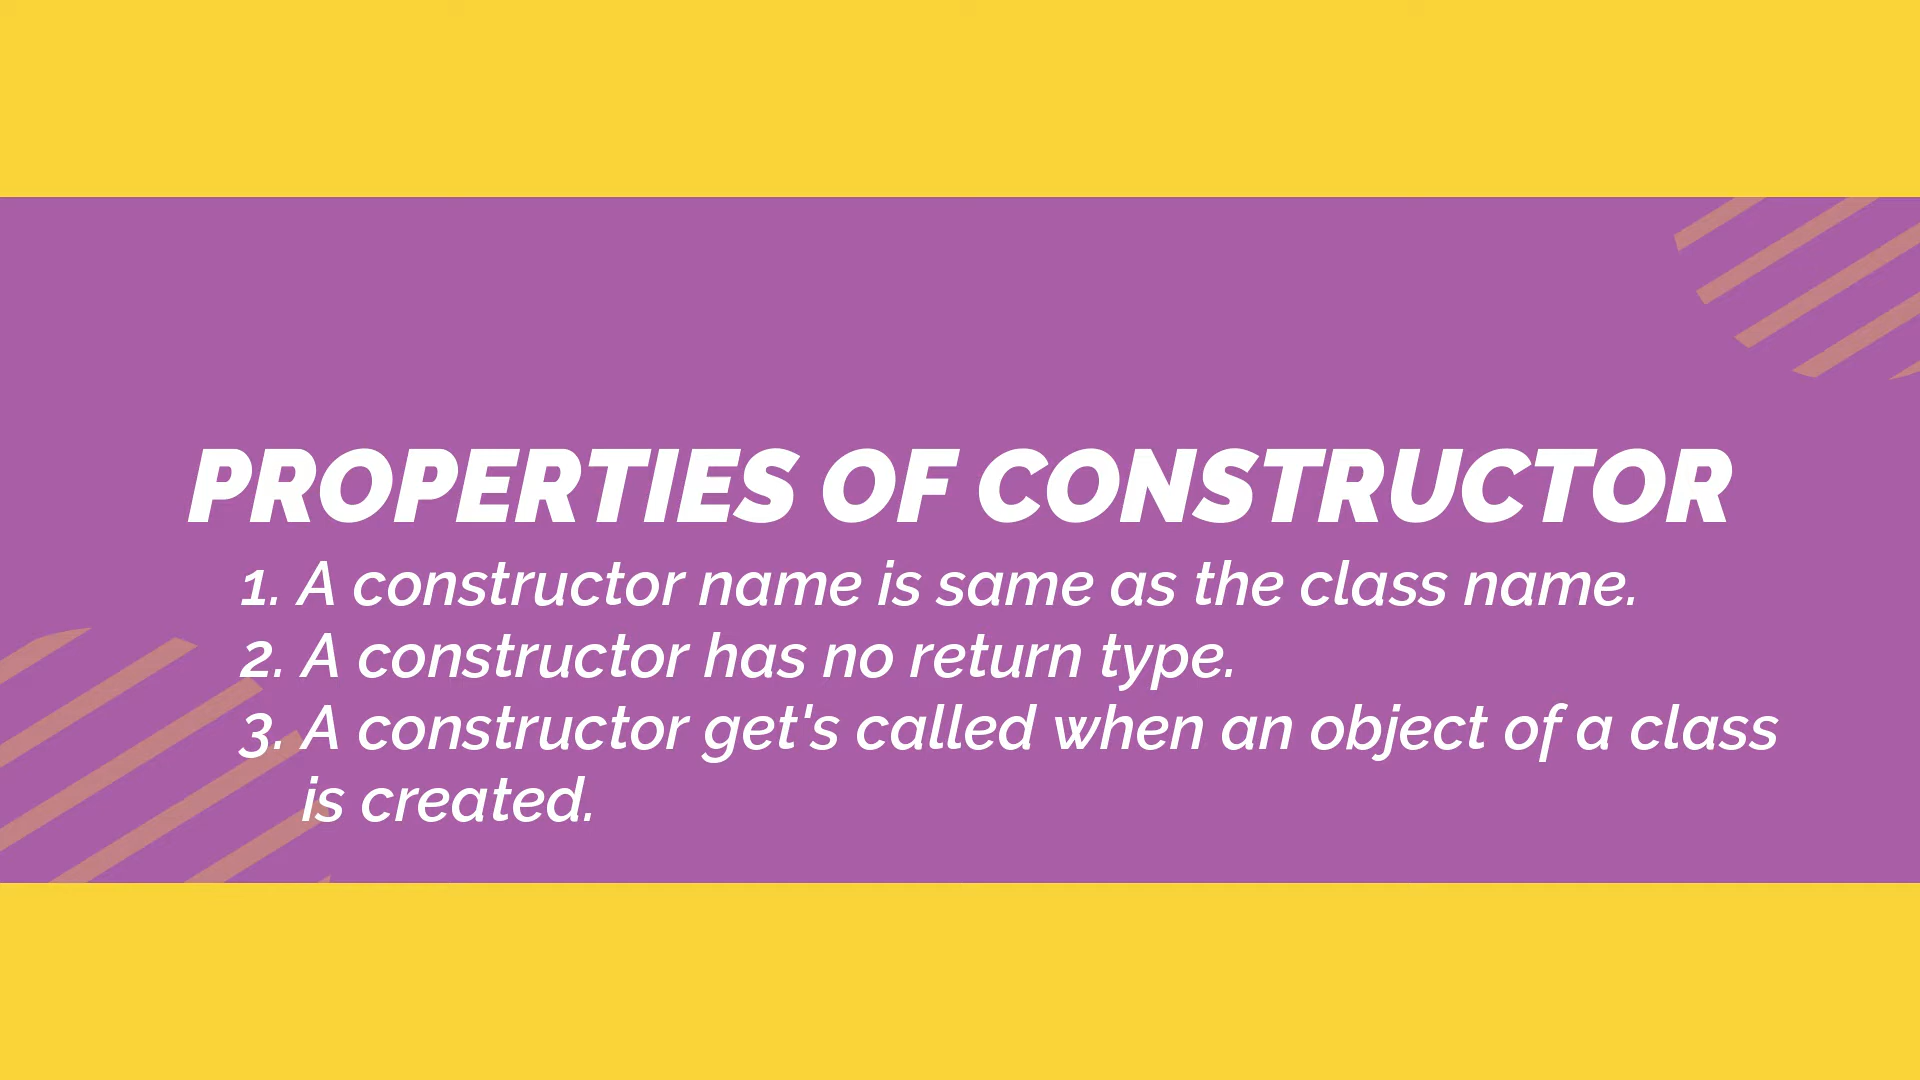 PROPERTIES OF CONSTRUCTOR
1. A constructor name is same as the class name.
2. A constructor has no return type.
3. A constructor get's called when an object of a class
is created.